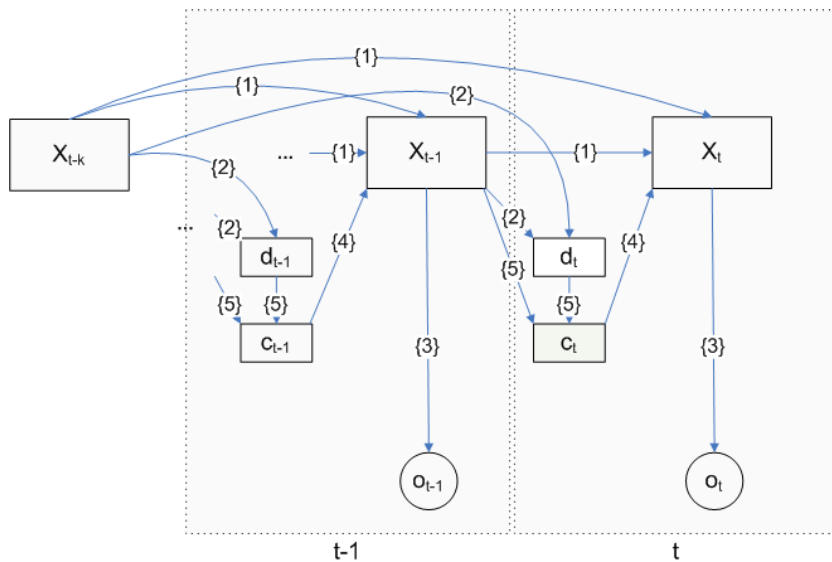 {1}
{1}
{2}
X_{t-k}
... {1} X_{t-1} {1} X_t
{2}
... {2} {4} {2} {4}
d_{t-1} d_t
{5}
{5} {5} {5}
c_{t-1} c_t
{3} {3}
o_{t-1} o_t
t-1 t